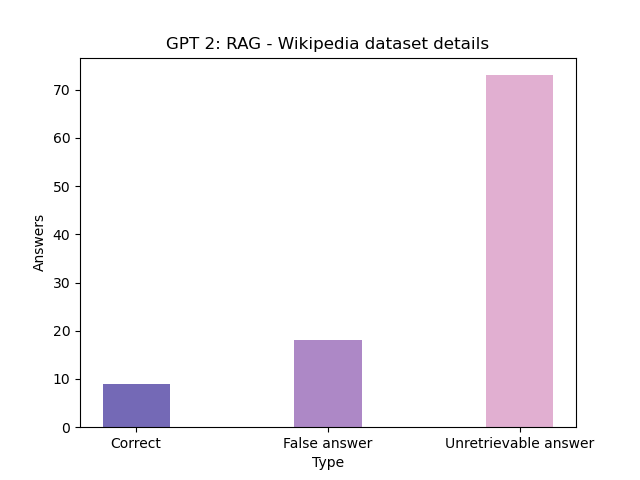 GPT 2: RAG - Wikipedia dataset details
Answers
70
60
50
40
30
20
10
0
Correct
False answer
Unretrievable answer
Type